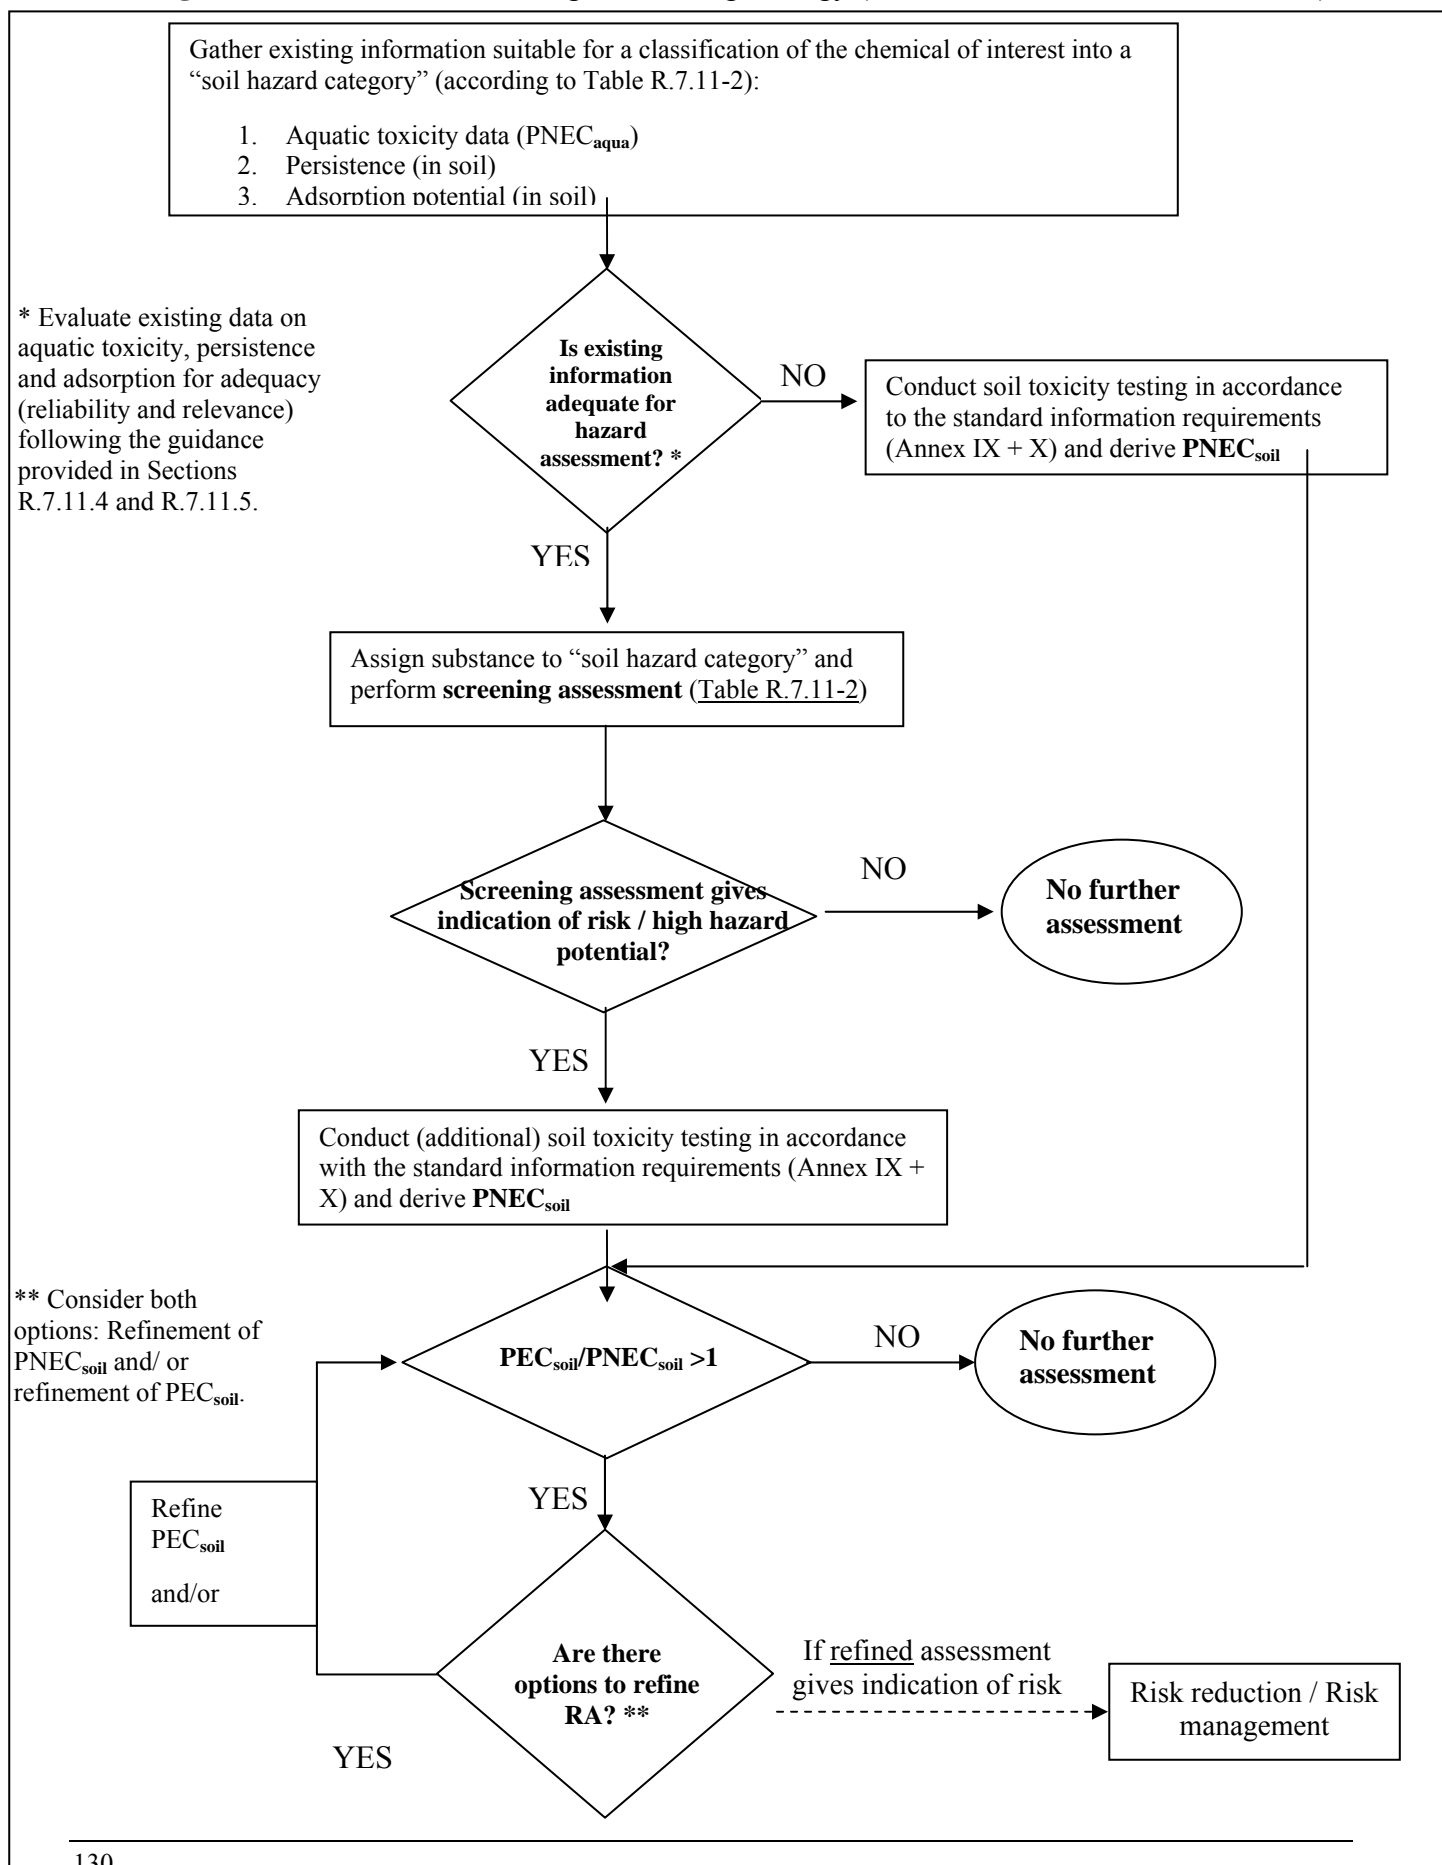 Gather existing information suitable for a classification of the chemical of interest into a
“soil hazard category” (according to Table R.7.11-2):
1. Aquatic toxicity data (PNECaqua)
2. Persistence (in soil)
3. Adsorption potential (in soil)
* Evaluate existing data on
aquatic toxicity, persistence
and adsorption for adequacy
(reliability and relevance)
following the guidance
provided in Sections
R.7.11.4 and R.7.11.5.
Is existing
information
adequate for
hazard
assessment? *
NO
Conduct soil toxicity testing in accordance
to the standard information requirements
(Annex IX + X) and derive PNECsoil
YES
Assign substance to “soil hazard category” and
perform screening assessment (Table R.7.11-2)
Screening assessment gives
indication of risk / high hazard
potential?
NO
No further
assessment
YES
Conduct (additional) soil toxicity testing in accordance
with the standard information requirements (Annex IX +
X) and derive PNECsoil
** Consider both
options: Refinement of
PNECsoil and/ or
refinement of PECsoil.
PECsoil/PNECsoil >1
NO
No further
assessment
YES
Refine
PECsoil
and/or
Are there
options to refine
RA? **
YES
If refined assessment
gives indication of risk
Risk reduction / Risk
management
130